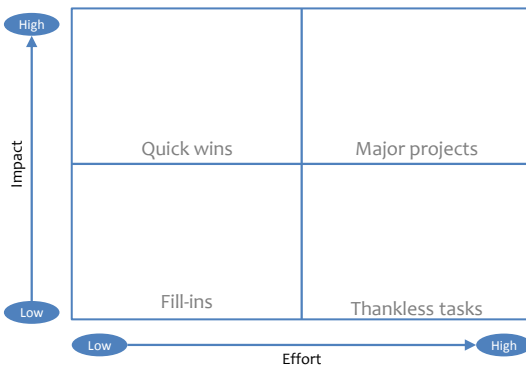 High
Impact
Quick wins
Major projects
Fill-ins
Thankless tasks
Low
Low
High
Effort